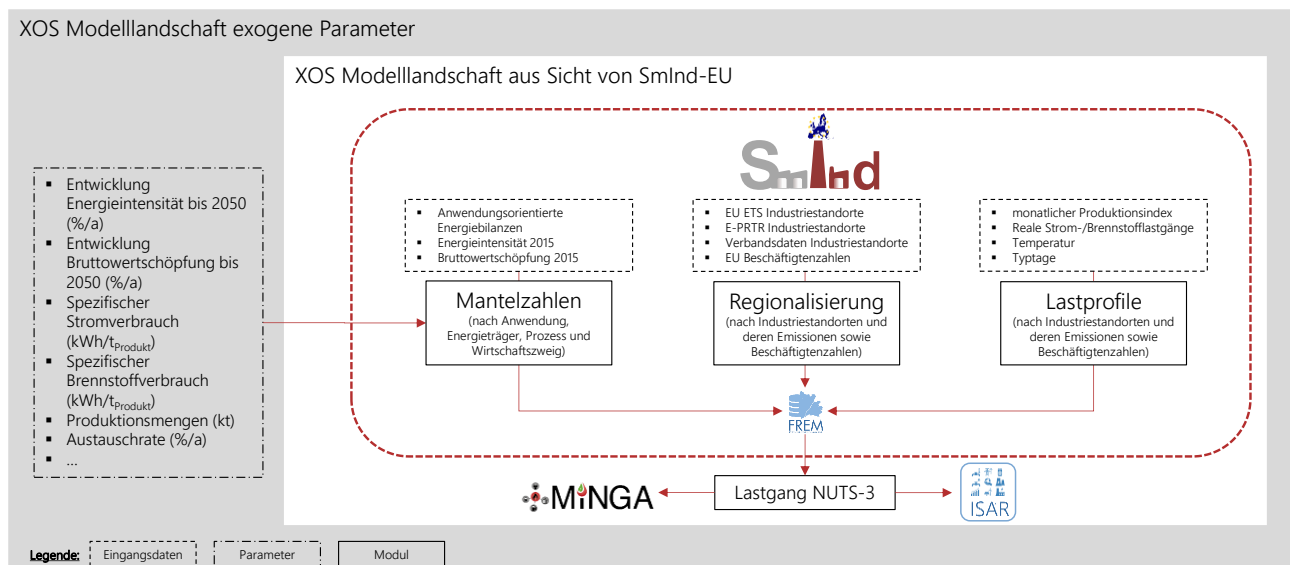 XOS Modelllandschaft exogene Parameter
XOS Modelllandschaft aus Sicht von SmInd-EU
SmInd
▪ Entwicklung
Energieintensität bis 2050
(%/a)
▪ Entwicklung
Bruttowertschöpfung bis
2050 (%/a)
▪ Spezifischer
Stromverbrauch
(kWh/tProdukt)
▪ Spezifischer
Brennstoffverbrauch
(kWh/tProdukt)
▪ Produktionsmengen (kt)
▪ Austauschrate (%/a)
▪ ...
▪ Anwendungsorientierte
Energiebilanzen
▪ Energieintensität 2015
▪ Bruttowertschöpfung 2015
▪ EU ETS Industriestandorte
▪ E-PRTR Industriestandorte
▪ Verbandsdaten Industriestandorte
▪ EU Beschäftigtenzahlen
▪ monatlicher Produktionsindex
▪ Reale Strom-/Brennstofflastgänge
▪ Temperatur
▪ Typtage
Mantelzahlen
(nach Anwendung,
Energieträger, Prozess und
Wirtschaftszweig)
Regionalisierung
(nach Industriestandorten und
deren Emissionen sowie
Beschäftigtenzahlen)
Lastprofile
(nach Industriestandorten und
deren Emissionen sowie
Beschäftigtenzahlen)
FREM
MINGA
Lastgang NUTS-3
ISAR
Legende:
Eingangsdaten
Parameter
Modul